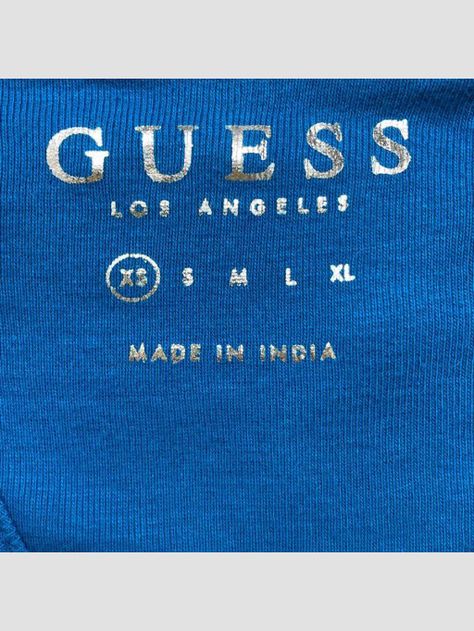 GUESS
LOS ANGELES
XS S M L XL
MADE IN INDIA